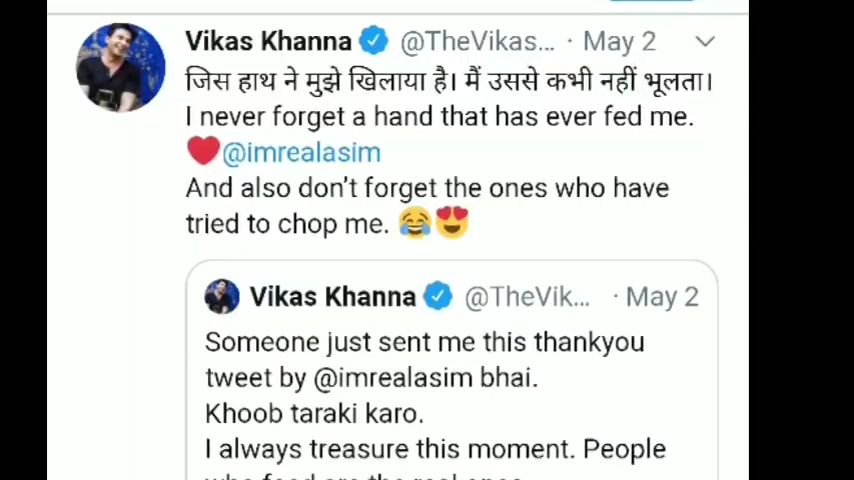 Vikas Khanna @TheVikas... · May 2
जिस हाथ ने मुझे खिलाया है। मैं उससे कभी नहीं भूलता।
I never forget a hand that has ever fed me.
❤️@imrealasim
And also don't forget the ones who have
tried to chop me. 😂😍
Vikas Khanna @TheVik... · May 2
Someone just sent me this thankyou
tweet by @imrealasim bhai.
Khoob taraki karo.
I always treasure this moment. People